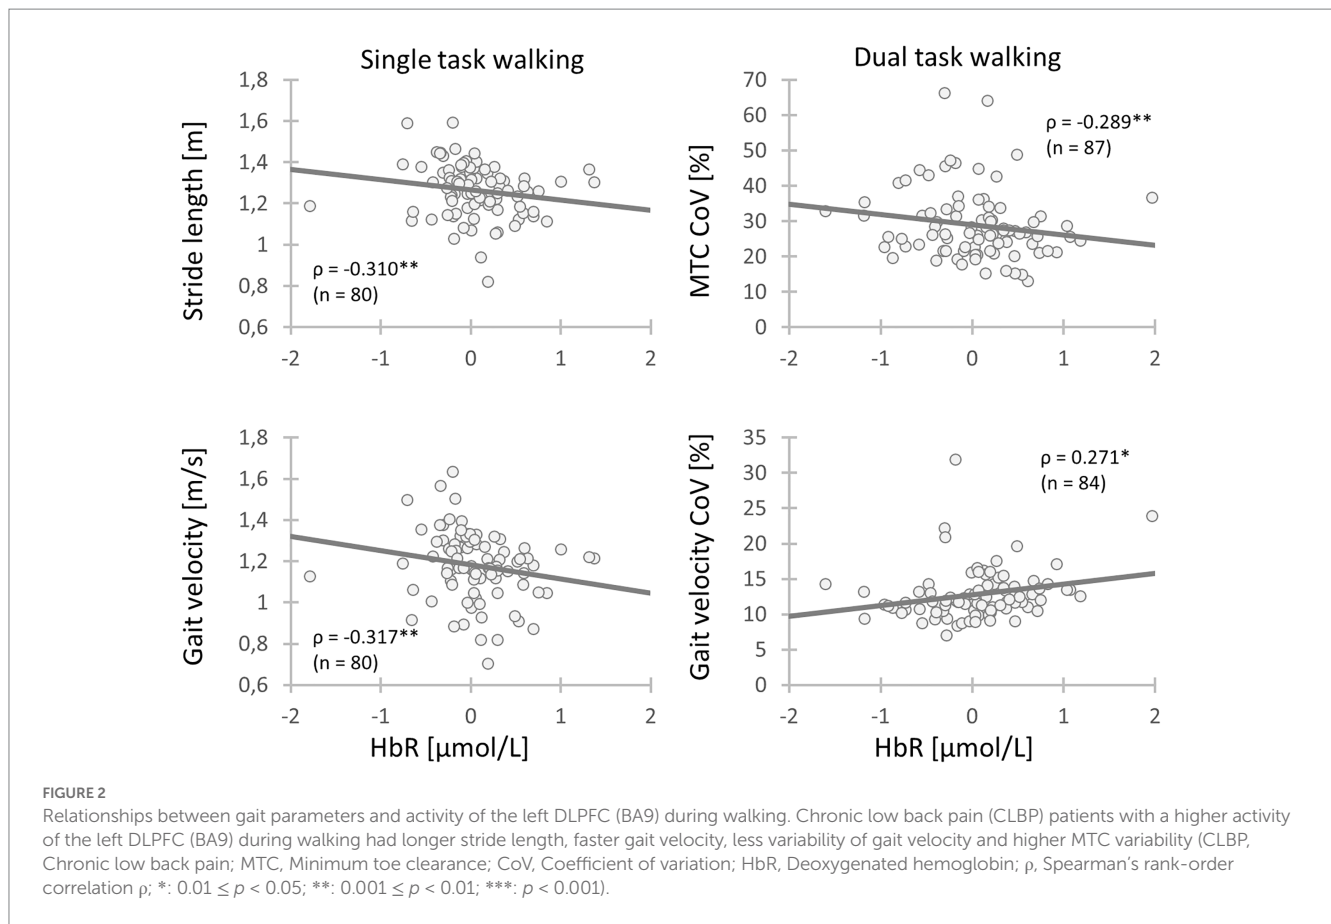 Single task walking
Dual task walking
Stride length [m]
1,8
1,6
1,4
1,2
1
0,8
0,6
-2
-1
0
1
2
ρ = -0.310**
(n = 80)
MTC CoV [%]
70
60
50
40
30
20
10
0
-2
-1
0
1
2
ρ = -0.289**
(n = 87)
Gait velocity [m/s]
1,8
1,6
1,4
1,2
1
0,8
0,6
-2
-1
0
1
2
ρ = -0.317**
(n = 80)
HbR [µmol/L]
Gait velocity CoV [%]
35
30
25
20
15
10
5
0
-2
-1
0
1
2
ρ = 0.271*
(n = 84)
HbR [µmol/L]
FIGURE 2
Relationships between gait parameters and activity of the left DLPFC (BA9) during walking. Chronic low back pain (CLBP) patients with a higher activity
of the left DLPFC (BA9) during walking had longer stride length, faster gait velocity, less variability of gait velocity and higher MTC variability (CLBP,
Chronic low back pain; MTC, Minimum toe clearance; CoV, Coefficient of variation; HbR, Deoxygenated hemoglobin; ρ, Spearman's rank-order
correlation ρ; *: 0.01 ≤ p < 0.05; **: 0.001 ≤ p < 0.01; ***: p < 0.001).